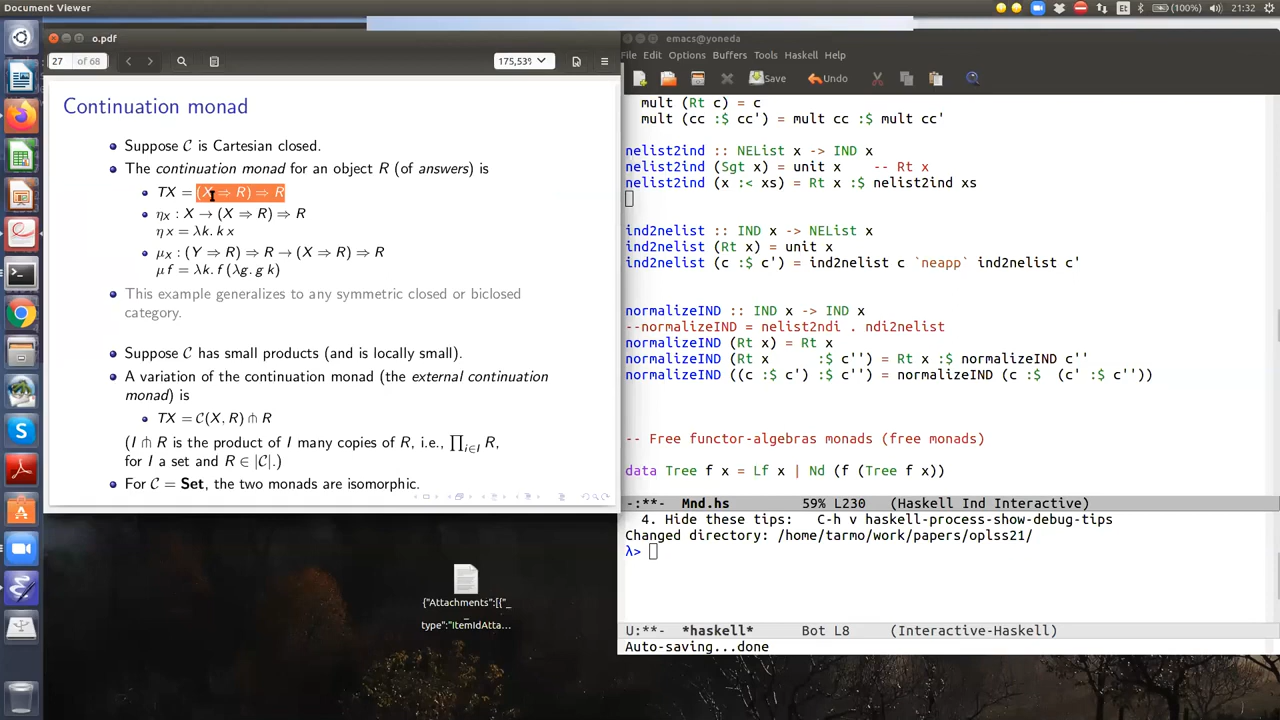 Document Viewer
Et
(100%)
21:32
o.pdf
27
of 68
175,53%
Continuation monad
• Suppose 𝒞 is Cartesian closed.
• The continuation monad for an object R (of answers) is
• TX = (X ⇒ R) ⇒ R
• η_X : X → (X ⇒ R) ⇒ R
η x = λk. k x
• μ_X : (Y ⇒ R) ⇒ R → (X ⇒ R) ⇒ R
μ f = λk. f (λg. g k)
• This example generalizes to any symmetric closed or biclosed
category.
• Suppose 𝒞 has small products (and is locally small).
• A variation of the continuation monad (the external continuation
monad) is
• TX = 𝒞(X, R) ⋔ R
(I ⋔ R is the product of I many copies of R, i.e., ∏_{i∈I} R,
for I a set and R ∈ |𝒞|.)
• For 𝒞 = Set, the two monads are isomorphic.
{"Attachments":[{"_
_
type":"ItemIdAtta...
emacs@yoneda
File Edit Options Buffers Tools Haskell Help
Save
Undo
mult (Rt c) = c
mult (cc :$ cc') = mult cc :$ mult cc'
nelist2ind :: NEList x -> IND x
nelist2ind (Sgt x) = unit x     -- Rt x
nelist2ind (x :< xs) = Rt x :$ nelist2ind xs
ind2nelist :: IND x -> NEList x
ind2nelist (Rt x) = unit x
ind2nelist (c :$ c') = ind2nelist c `neapp` ind2nelist c'
normalizeIND :: IND x -> IND x
--normalizeIND = nelist2ndi . ndi2nelist
normalizeIND (Rt x) = Rt x
normalizeIND (Rt x     :$ c'') = Rt x :$ normalizeIND c''
normalizeIND ((c :$ c') :$ c'') = normalizeIND (c :$  (c' :$ c''))
-- Free functor-algebras monads (free monads)
data Tree f x = Lf x | Nd (f (Tree f x))
-:**-  Mnd.hs         59% L230   (Haskell Ind Interactive)
4. Hide these tips:   C-h v haskell-process-show-debug-tips
Changed directory: /home/tarmo/work/papers/oplss21/
λ>
U:**-  *haskell*      Bot L8     (Interactive-Haskell)
Auto-saving...done